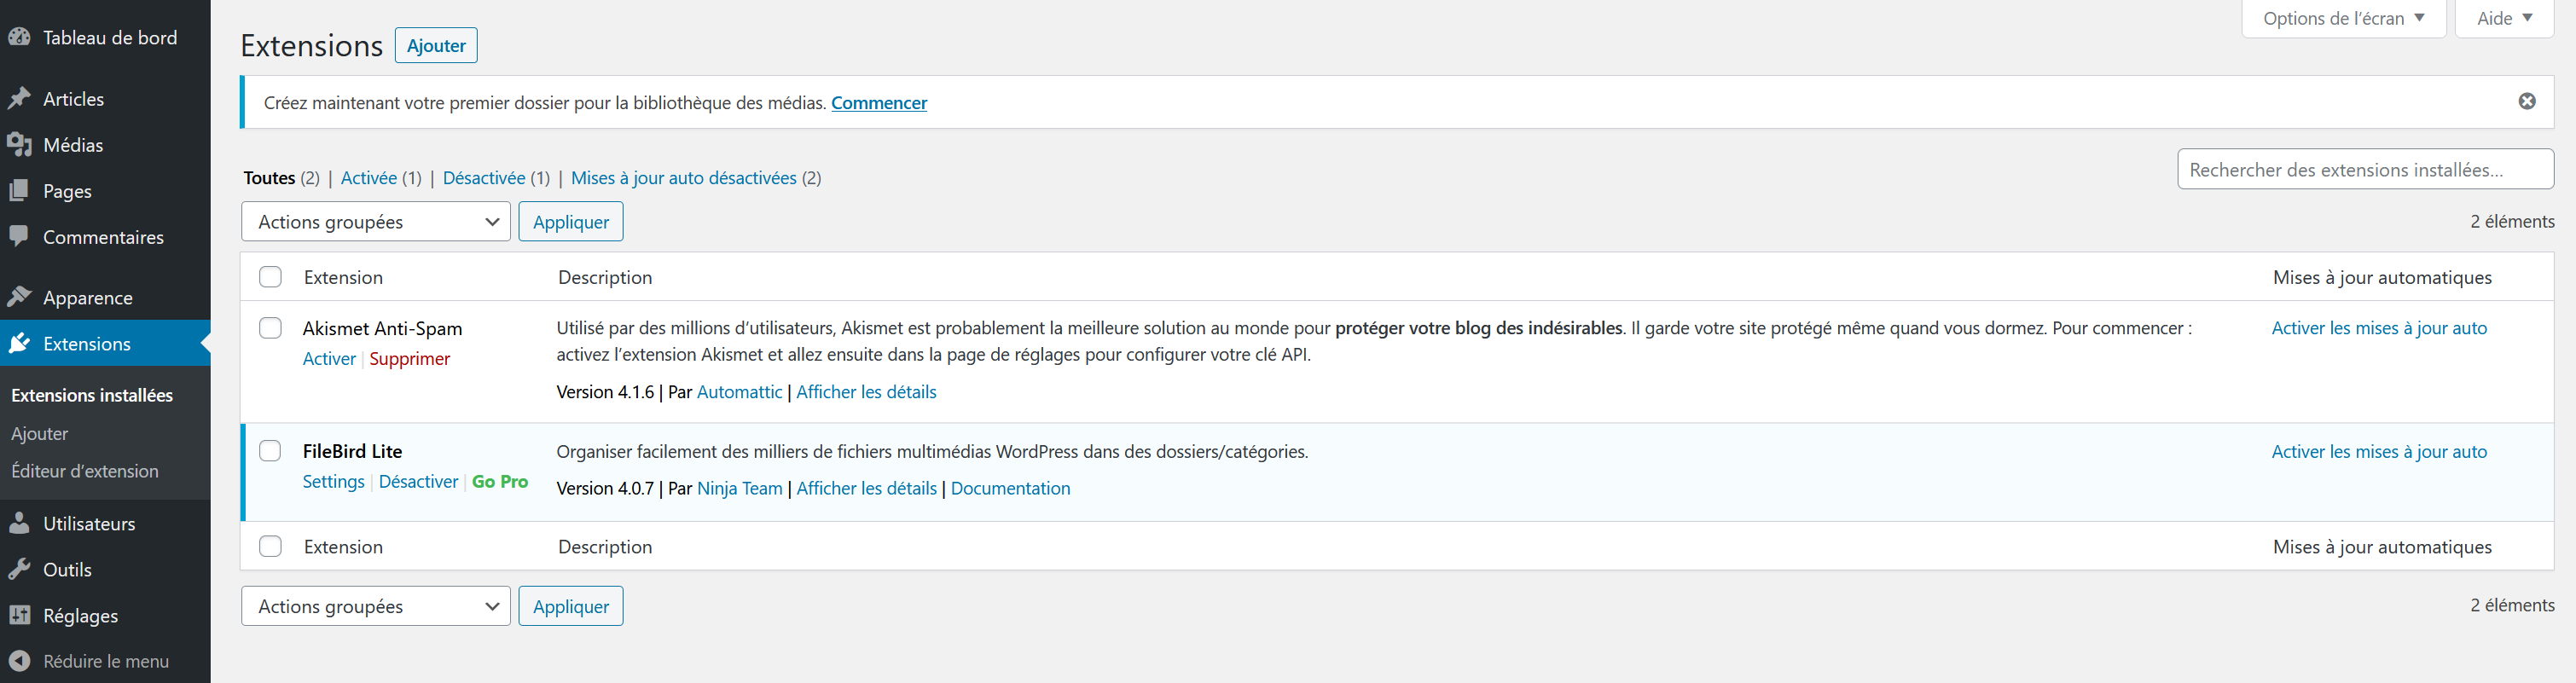 Tableau de bord
Articles
Médias
Pages
Commentaires
Apparence
Extensions
Extensions installées
Ajouter
Éditeur d’extension
Utilisateurs
Outils
Réglages
Réduire le menu
Options de l’écran
Aide
Extensions Ajouter
Créez maintenant votre premier dossier pour la bibliothèque des médias. Commencer
Toutes (2) | Activée (1) | Désactivée (1) | Mises à jour auto désactivées (2)
Rechercher des extensions installées…
Actions groupées Appliquer
2 éléments
Extension Description Mises à jour automatiques
Akismet Anti-Spam
Activer | Supprimer
Utilisé par des millions d’utilisateurs, Akismet est probablement la meilleure solution au monde pour protéger votre blog des indésirables. Il garde votre site protégé même quand vous dormez. Pour commencer :
activez l’extension Akismet et allez ensuite dans la page de réglages pour configurer votre clé API.
Version 4.1.6 | Par Automattic | Afficher les détails
Activer les mises à jour auto
FileBird Lite
Settings | Désactiver | Go Pro
Organiser facilement des milliers de fichiers multimédias WordPress dans des dossiers/catégories.
Version 4.0.7 | Par Ninja Team | Afficher les détails | Documentation
Activer les mises à jour auto
Extension Description Mises à jour automatiques
Actions groupées Appliquer
2 éléments